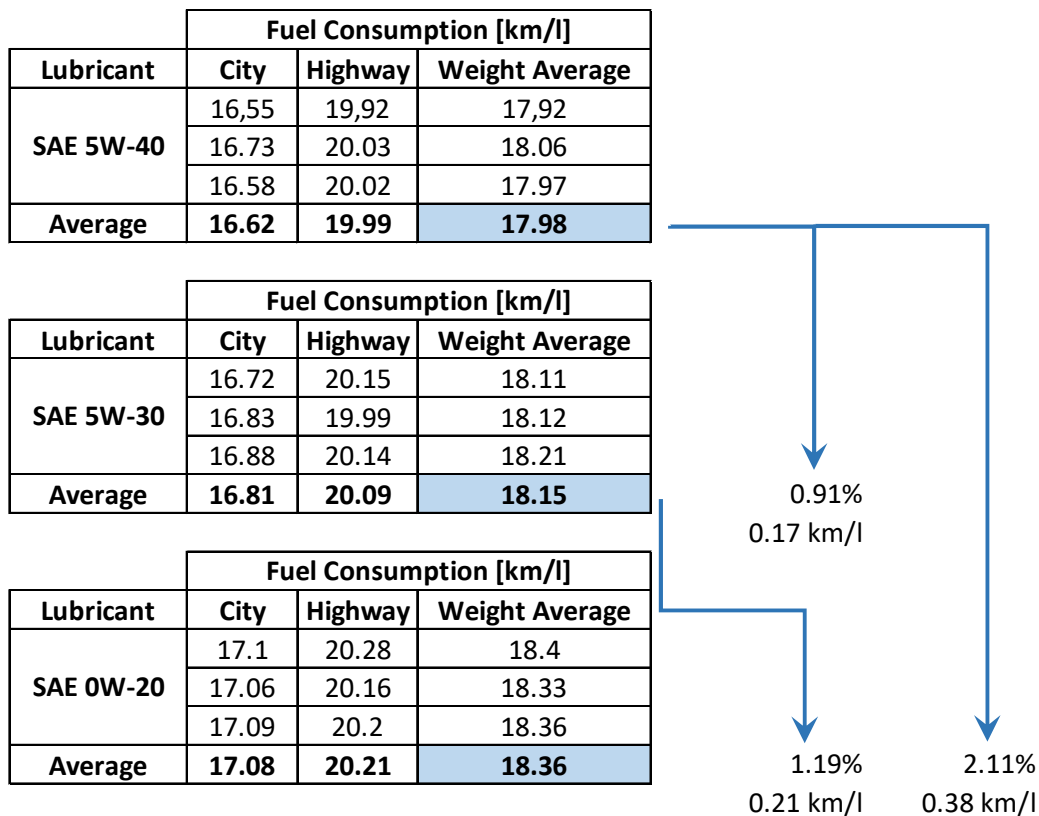 Fuel Consumption [km/l]
Lubricant City Highway Weight Average
16,55 19,92 17,92
SAE 5W-40 16.73 20.03 18.06
16.58 20.02 17.97
Average 16.62 19.99 17.98
Fuel Consumption [km/l]
Lubricant City Highway Weight Average
16.72 20.15 18.11
SAE 5W-30 16.83 19.99 18.12
16.88 20.14 18.21
Average 16.81 20.09 18.15 0.91%
0.17 km/l
Fuel Consumption [km/l]
Lubricant City Highway Weight Average
17.1 20.28 18.4
SAE 0W-20 17.06 20.16 18.33
17.09 20.2 18.36
Average 17.08 20.21 18.36 1.19% 2.11%
0.21 km/l 0.38 km/l